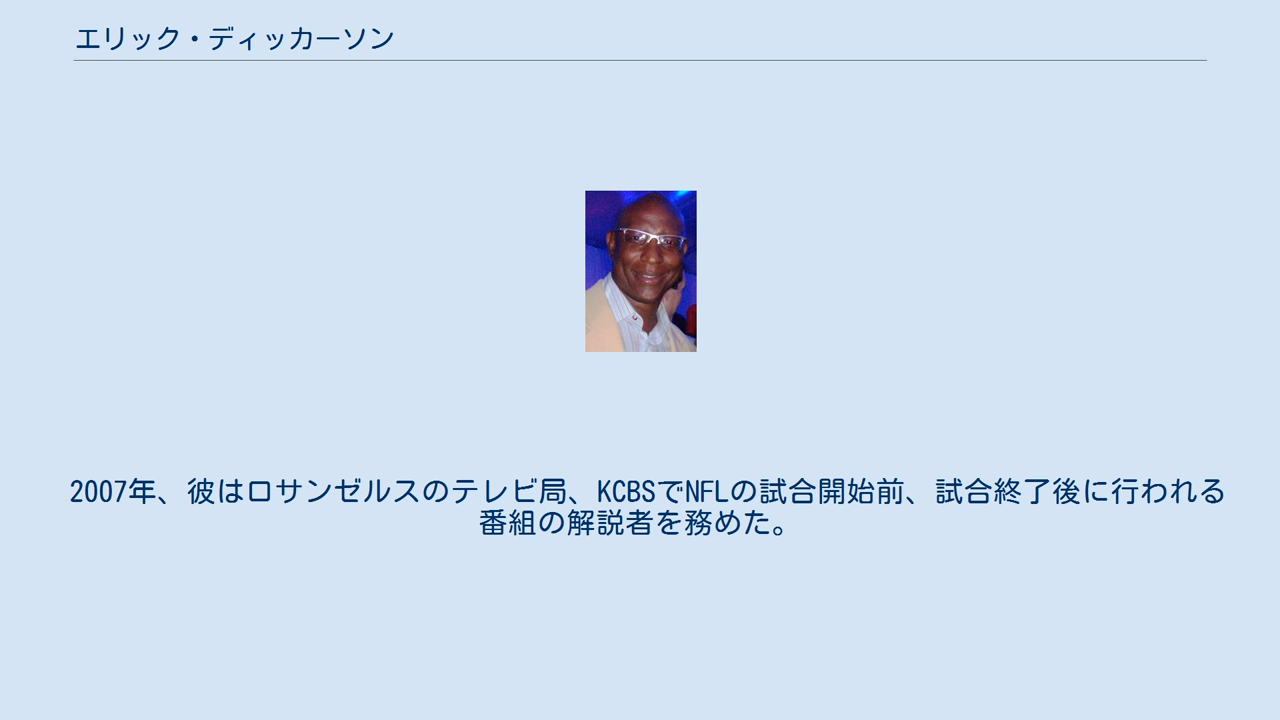 エリック・ディッカーソン
2007年、彼はロサンゼルスのテレビ局、KCBSでNFLの試合開始前、試合終了後に行われる
番組の解説者を務めた。